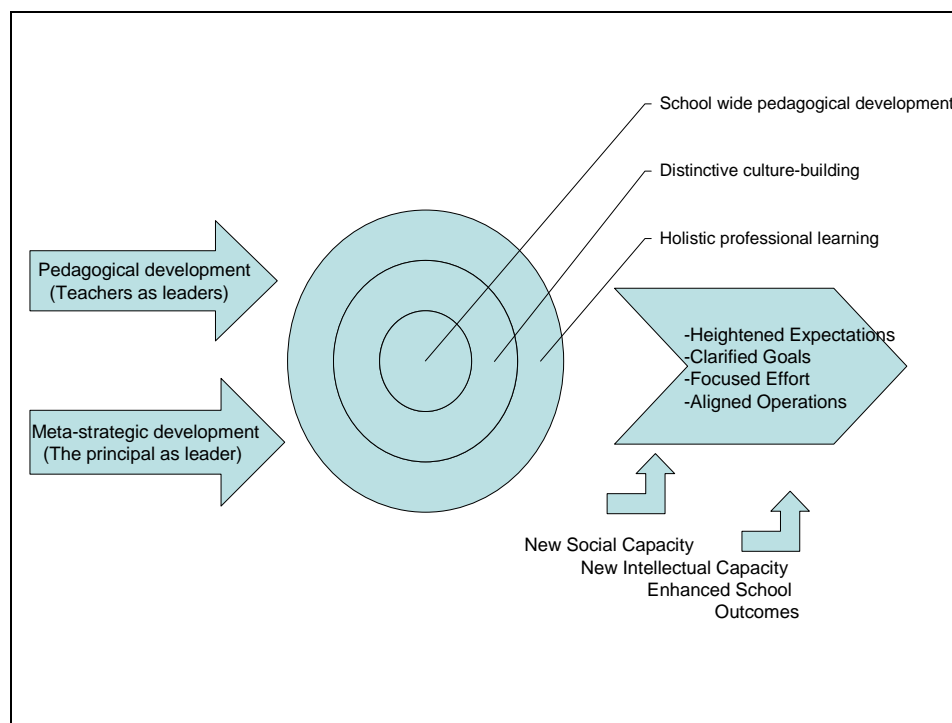 School wide pedagogical development
Distinctive culture-building
Holistic professional learning
Pedagogical development
(Teachers as leaders)
Meta-strategic development
(The principal as leader)
-Heightened Expectations
-Clarified Goals
-Focused Effort
-Aligned Operations
New Social Capacity
New Intellectual Capacity
Enhanced School
Outcomes